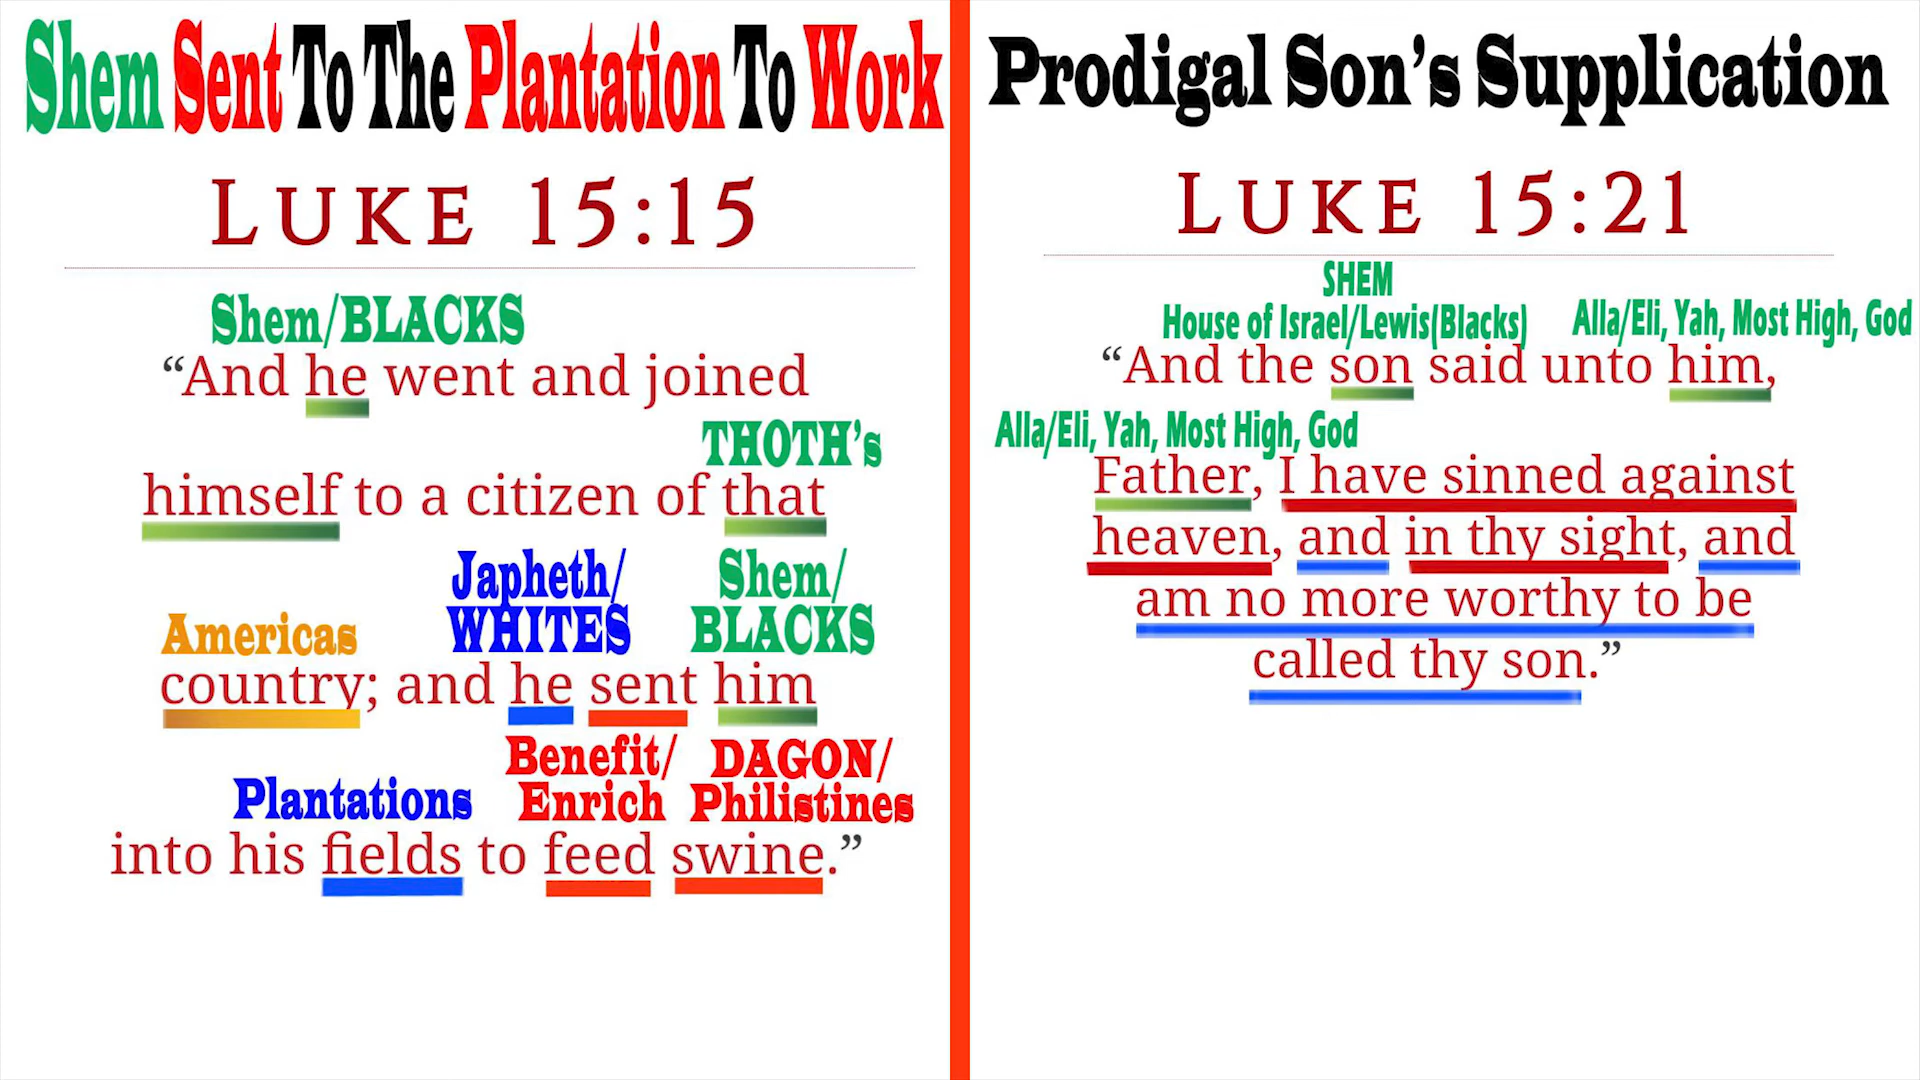 Shem Sent To The Plantation To Work
LUKE 15:15
Shem/BLACKS
“And he went and joined
THOTH’s
himself to a citizen of that
Japheth/ Shem/
Americas WHITES BLACKS
country; and he sent him
Benefit/ DAGON/
Plantations Enrich Philistines
into his fields to feed swine.”
Prodigal Son’s Supplication
LUKE 15:21
SHEM
House of Israel/Lewis(Blacks) Alla/Eli, Yah, Most High, God
“And the son said unto him,
Alla/Eli, Yah, Most High, God
Father, I have sinned against
heaven, and in thy sight, and
am no more worthy to be
called thy son.”